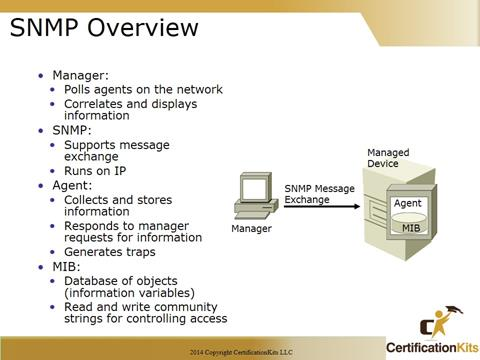 SNMP Overview
• Manager:
• Polls agents on the network
• Correlates and displays
information
• SNMP:
• Supports message
exchange
• Runs on IP
• Agent:
• Collects and stores
information
• Responds to manager
requests for information
• Generates traps
• MIB:
• Database of objects
(information variables)
• Read and write community
strings for controlling access
Manager
SNMP Message
Exchange
Managed
Device
Agent
MIB
2014 Copyright CertificationKits LLC
CertificationKits